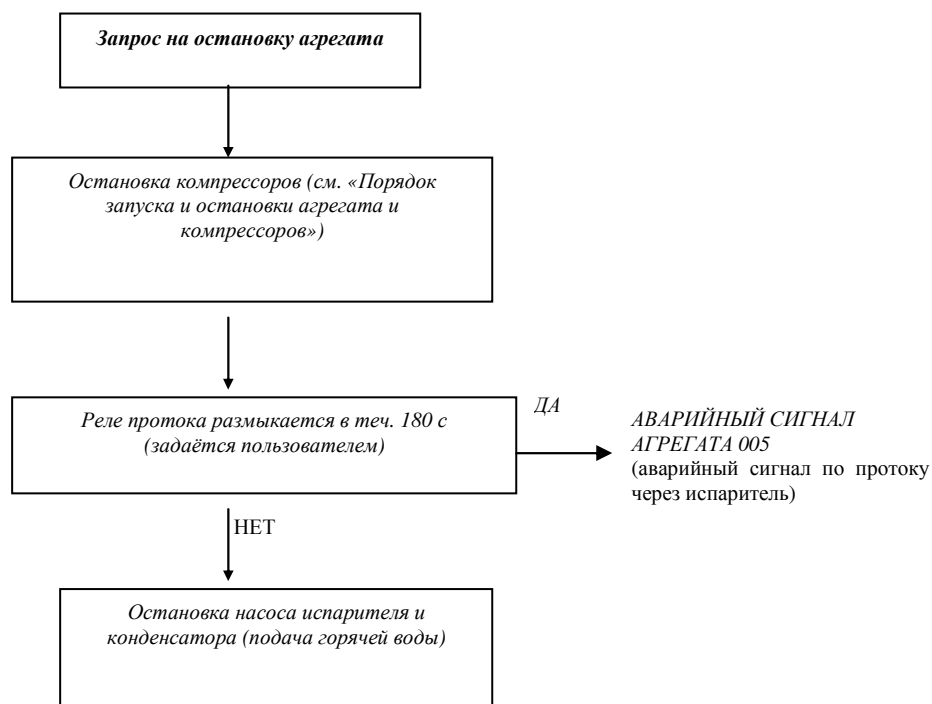 Запрос на остановку агрегата
Остановка компрессоров (см. «Порядок
запуска и остановки агрегата и
компрессоров»)
Реле протока размыкается в теч. 180 с
(задаётся пользователем)
ДА
АВАРИЙНЫЙ СИГНАЛ
АГРЕГАТА 005
(аварийный сигнал по протоку
через испаритель)
НЕТ
Остановка насоса испарителя и
конденсатора (подача горячей воды)